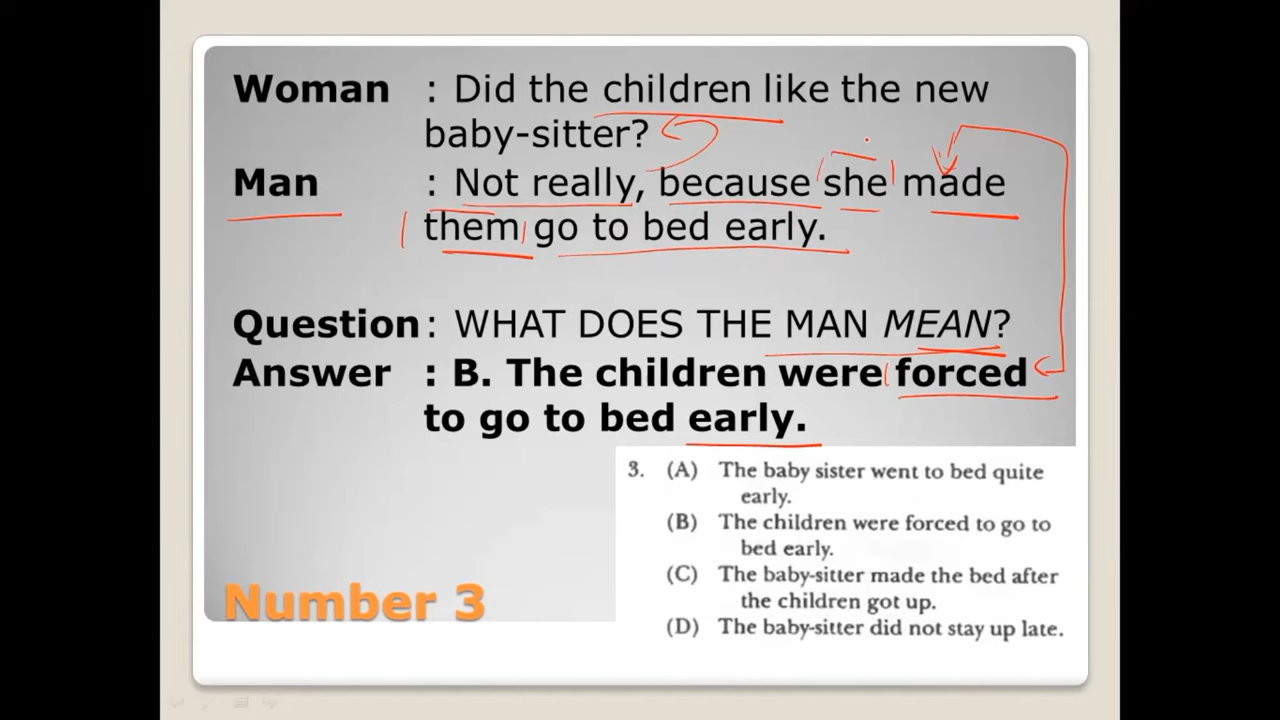 Woman : Did the children like the new
baby-sitter?
Man : Not really, because she made
them go to bed early.
Question : WHAT DOES THE MAN MEAN?
Answer : B. The children were forced
to go to bed early.
3. (A) The baby sister went to bed quite
early.
(B) The children were forced to go to
bed early.
(C) The baby-sitter made the bed after
the children got up.
(D) The baby-sitter did not stay up late.
Number 3